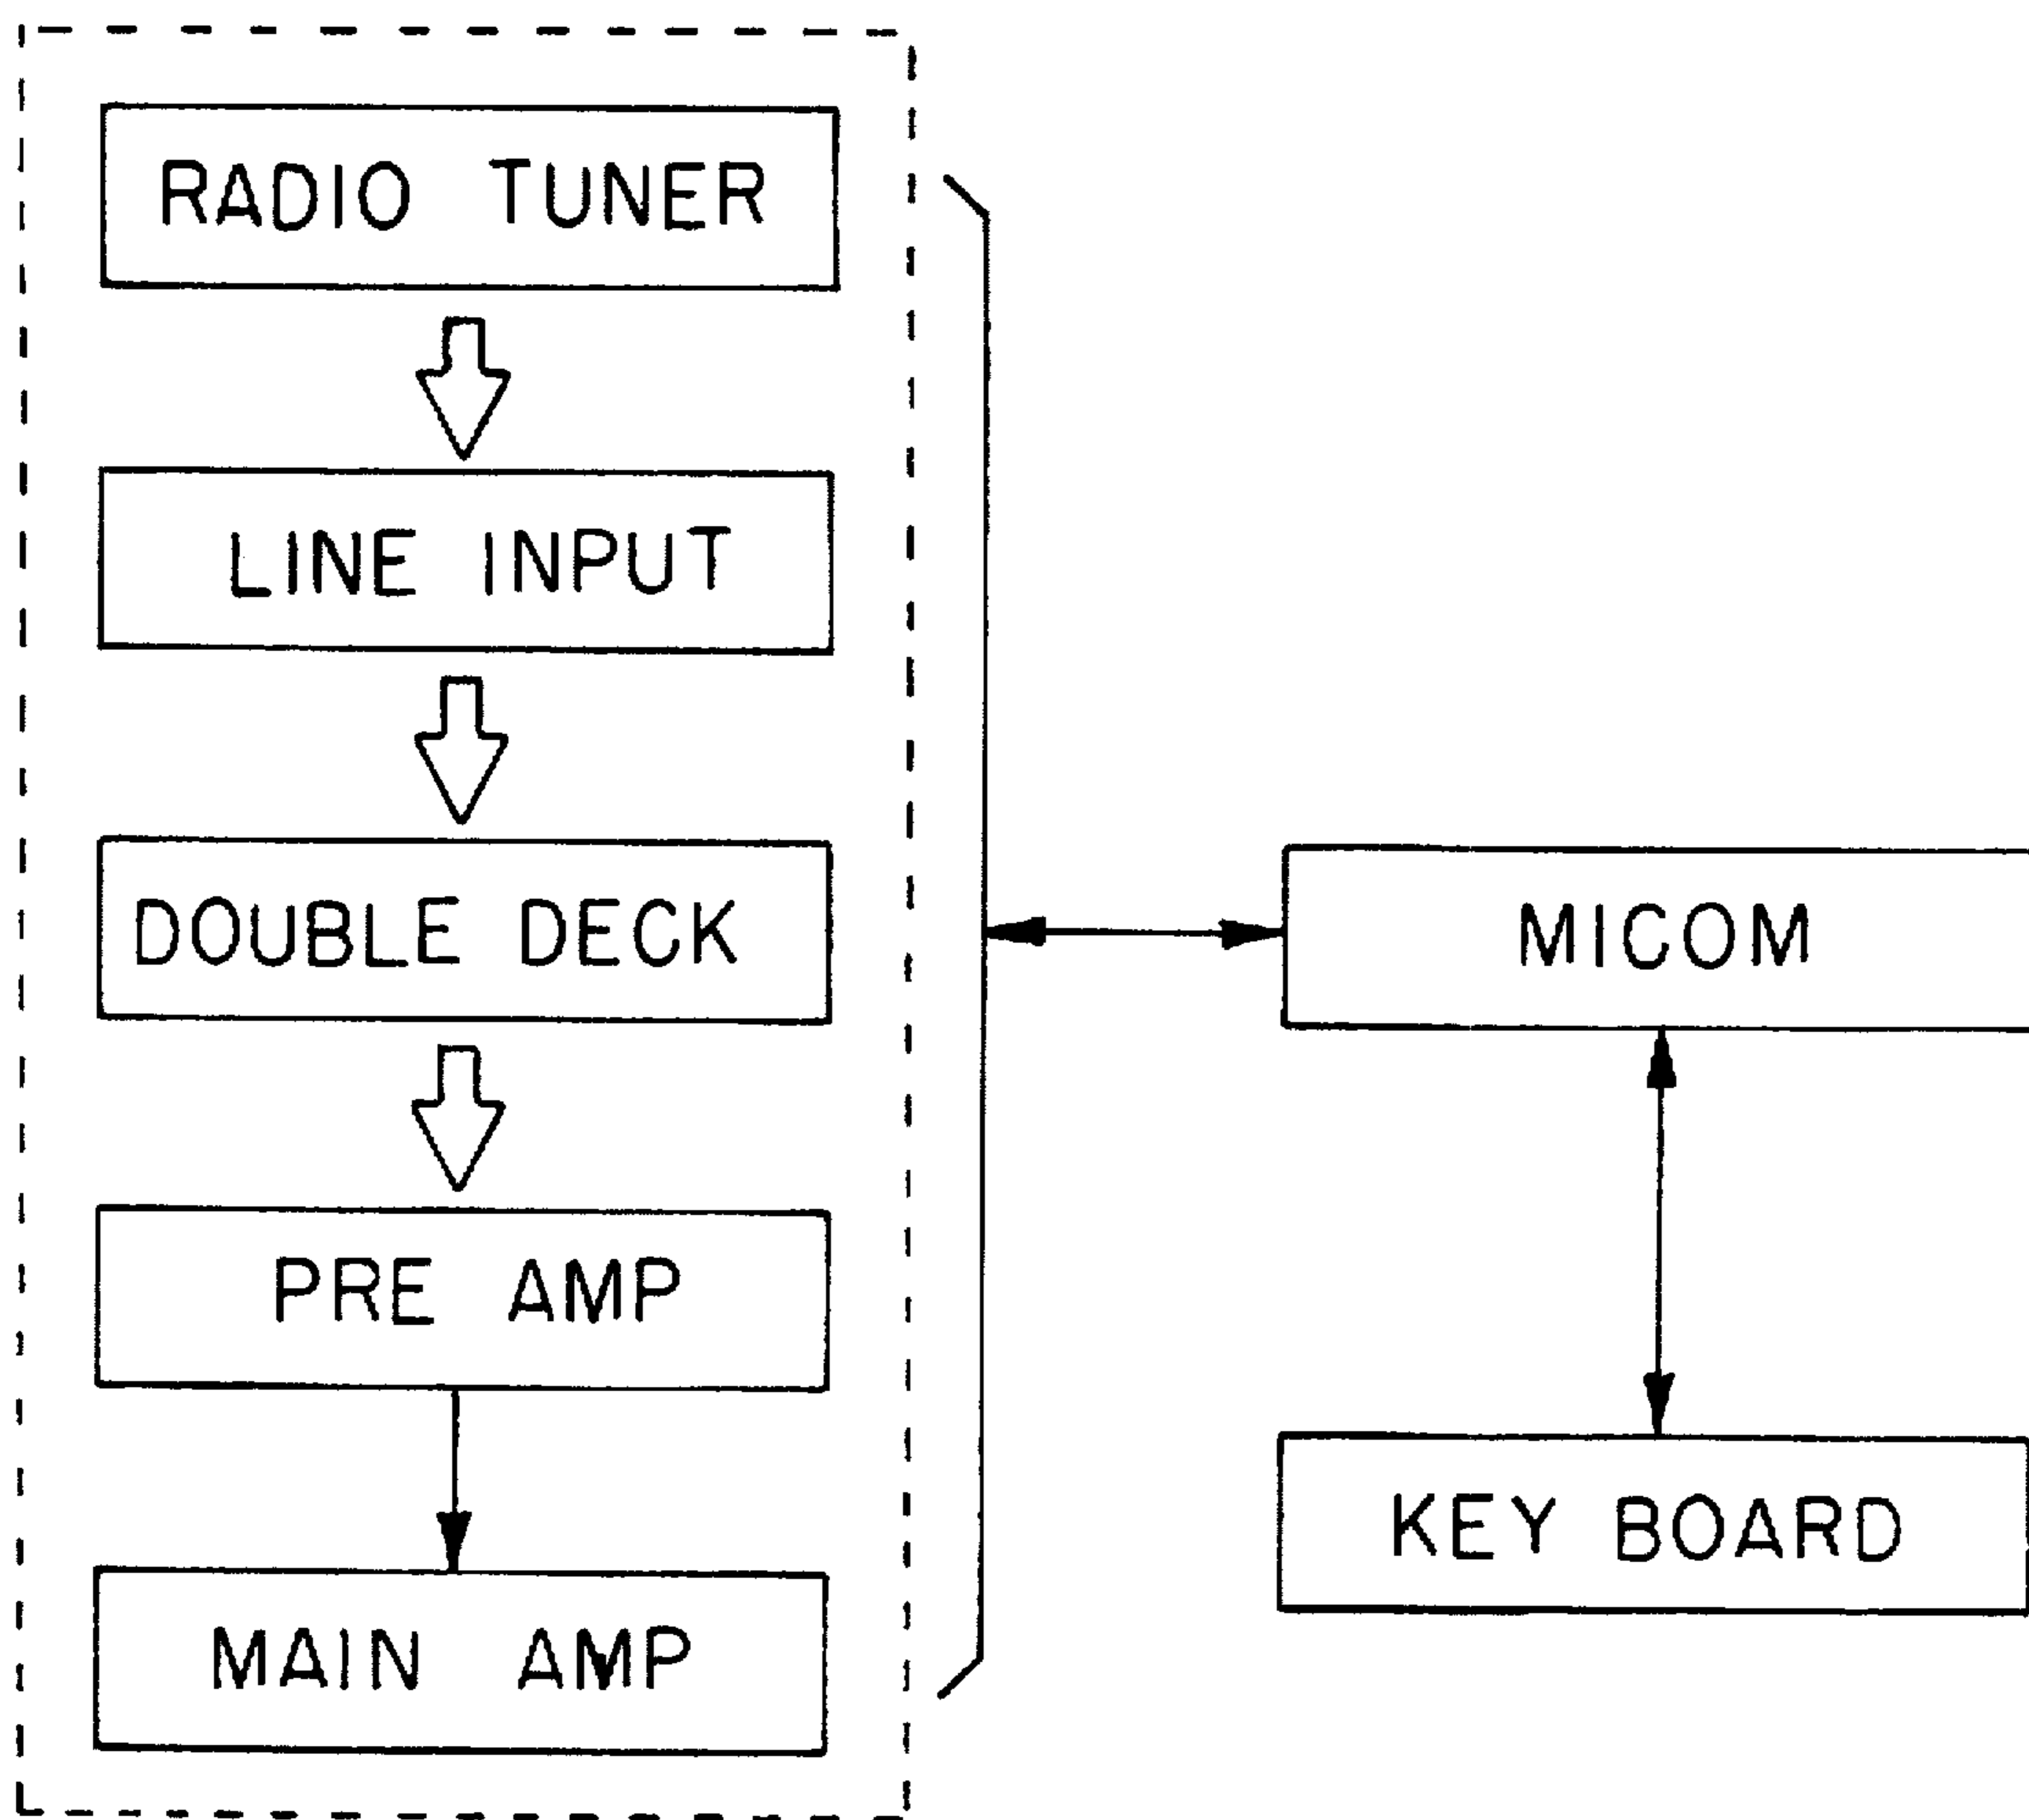 RADIO TUNER
LINE INPUT
DOUBLE DECK
PRE AMP
MAIN AMP
MICOM
KEY BOARD